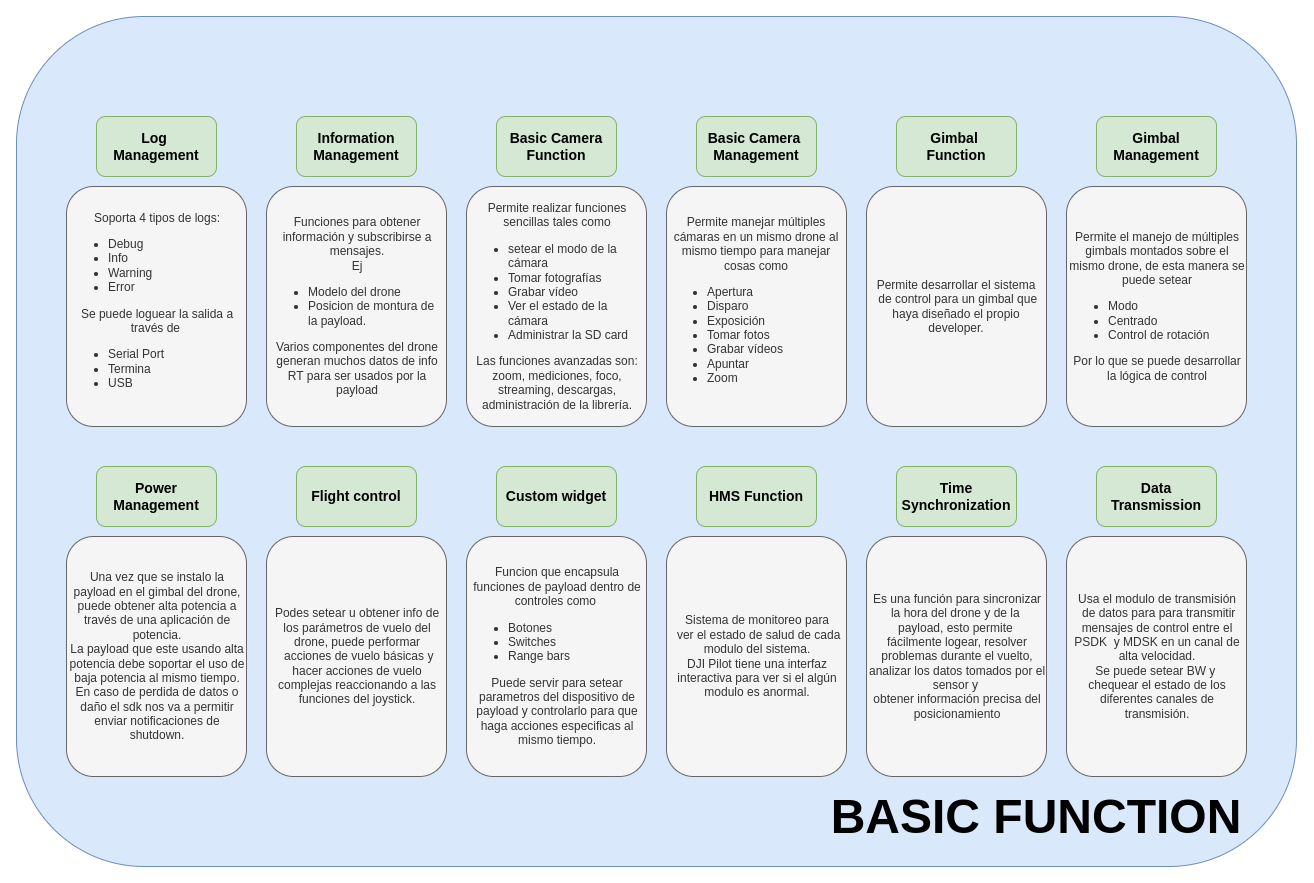 Log
Management
Soporta 4 tipos de logs:
Debug
Info
Warning
Error
Se puede loguear la salida a
través de
Serial Port
Termina
USB
Information
Management
Funciones para obtener
información y subscribirse a
mensajes.
Ej
Modelo del drone
Posicion de montura de
la payload.
Varios componentes del drone
generan muchos datos de info
RT para ser usados por la
payload
Basic Camera
Function
Permite realizar funciones
sencillas tales como
setear el modo de la
cámara
Tomar fotografías
Grabar vídeo
Ver el estado de la
cámara
Administrar la SD card
Las funciones avanzadas son:
zoom, mediciones, foco,
streaming, descargas,
administración de la librería.
Basic Camera
Management
Permite manejar múltiples
cámaras en un mismo drone al
mismo tiempo para manejar
cosas como
Apertura
Disparo
Exposición
Tomar fotos
Grabar vídeos
Apuntar
Zoom
Gimbal
Function
Permite desarrollar el sistema
de control para un gimbal que
haya diseñado el propio
developer.
Gimbal
Management
Permite el manejo de múltiples
gimbals montados sobre el
mismo drone, de esta manera se
puede setear
Modo
Centrado
Control de rotación
Por lo que se puede desarrollar
la lógica de control
Power
Management
Una vez que se instalo la
payload en el gimbal del drone,
puede obtener alta potencia a
través de una aplicación de
potencia.
La payload que este usando alta
potencia debe soportar el uso de
baja potencia al mismo tiempo.
En caso de perdida de datos o
daño el sdk nos va a permitir
enviar notificaciones de
shutdown.
Flight control
Podes setear u obtener info de
los parámetros de vuelo del
drone, puede performar
acciones de vuelo básicas y
hacer acciones de vuelo
complejas reaccionando a las
funciones del joystick.
Custom widget
Funcion que encapsula
funciones de payload dentro de
controles como
Botones
Switches
Range bars
Puede servir para setear
parametros del dispositivo de
payload y controlarlo para que
haga acciones especificas al
mismo tiempo.
HMS Function
Sistema de monitoreo para
ver el estado de salud de cada
modulo del sistema.
DJI Pilot tiene una interfaz
interactiva para ver si el algún
modulo es anormal.
Time
Synchronization
Es una función para sincronizar
la hora del drone y de la
payload, esto permite
fácilmente logear, resolver
problemas durante el vuelto,
analizar los datos tomados por el
sensor y
obtener información precisa del
posicionamiento
Data
Transmission
Usa el modulo de transmisión
de datos para para transmitir
mensajes de control entre el
PSDK y MDSK en un canal de
alta velocidad.
Se puede setear BW y
chequear el estado de los
diferentes canales de
transmisión.
BASIC FUNCTION